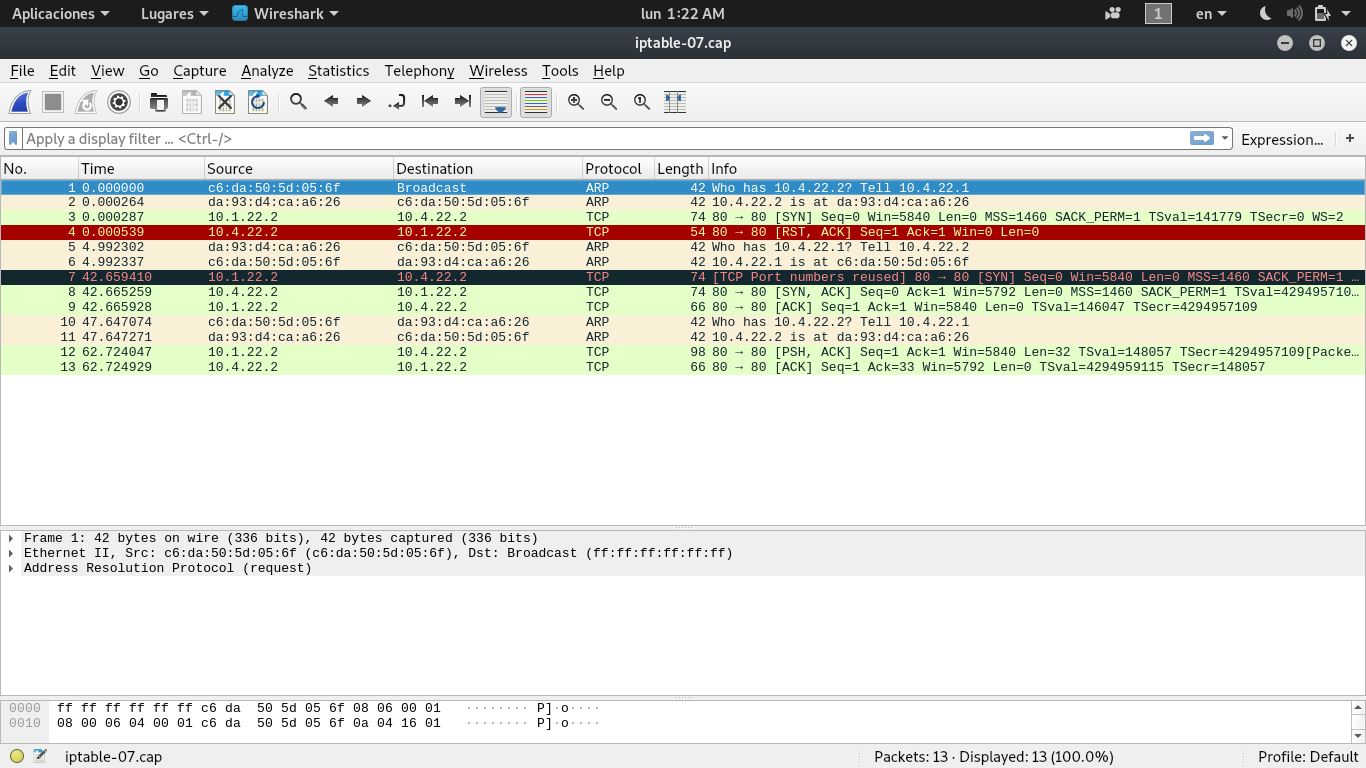 Aplicaciones Lugares Wireshark lun 1:22 AM 1 en
iptable-07.cap
File Edit View Go Capture Analyze Statistics Telephony Wireless Tools Help
Apply a display filter ... <Ctrl-/> Expression... +
No. Time Source Destination Protocol Length Info
1 0.000000 c6:da:50:5d:05:6f Broadcast ARP 42 Who has 10.4.22.2? Tell 10.4.22.1
2 0.000264 da:93:d4:ca:a6:26 c6:da:50:5d:05:6f ARP 42 10.4.22.2 is at da:93:d4:ca:a6:26
3 0.000287 10.1.22.2 10.4.22.2 TCP 74 80 → 80 [SYN] Seq=0 Win=5840 Len=0 MSS=1460 SACK_PERM=1 TSval=141779 TSecr=0 WS=2
4 0.000539 10.4.22.2 10.1.22.2 TCP 54 80 → 80 [RST, ACK] Seq=1 Ack=1 Win=0 Len=0
5 4.992302 da:93:d4:ca:a6:26 c6:da:50:5d:05:6f ARP 42 Who has 10.4.22.1? Tell 10.4.22.2
6 4.992337 c6:da:50:5d:05:6f da:93:d4:ca:a6:26 ARP 42 10.4.22.1 is at c6:da:50:5d:05:6f
7 42.659410 10.1.22.2 10.4.22.2 TCP 74 [TCP Port numbers reused] 80 → 80 [SYN] Seq=0 Win=5840 Len=0 MSS=1460 SACK_PERM=1 …
8 42.665259 10.4.22.2 10.1.22.2 TCP 74 80 → 80 [SYN, ACK] Seq=0 Ack=1 Win=5792 Len=0 MSS=1460 SACK_PERM=1 TSval=429495710…
9 42.665928 10.1.22.2 10.4.22.2 TCP 66 80 → 80 [ACK] Seq=1 Ack=1 Win=5840 Len=0 TSval=146047 TSecr=4294957109
10 47.647074 c6:da:50:5d:05:6f da:93:d4:ca:a6:26 ARP 42 Who has 10.4.22.2? Tell 10.4.22.1
11 47.647271 da:93:d4:ca:a6:26 c6:da:50:5d:05:6f ARP 42 10.4.22.2 is at da:93:d4:ca:a6:26
12 62.724047 10.1.22.2 10.4.22.2 TCP 98 80 → 80 [PSH, ACK] Seq=1 Ack=1 Win=5840 Len=32 TSval=148057 TSecr=4294957109[Packe…
13 62.724929 10.4.22.2 10.1.22.2 TCP 66 80 → 80 [ACK] Seq=1 Ack=33 Win=5792 Len=0 TSval=4294959115 TSecr=148057
Frame 1: 42 bytes on wire (336 bits), 42 bytes captured (336 bits)
Ethernet II, Src: c6:da:50:5d:05:6f (c6:da:50:5d:05:6f), Dst: Broadcast (ff:ff:ff:ff:ff:ff)
Address Resolution Protocol (request)
0000 ff ff ff ff ff ff c6 da 50 5d 05 6f 08 06 00 01 ········ P]·o····
0010 08 00 06 04 00 01 c6 da 50 5d 05 6f 0a 04 16 01 ········ P]·o····
iptable-07.cap Packets: 13 · Displayed: 13 (100.0%) Profile: Default